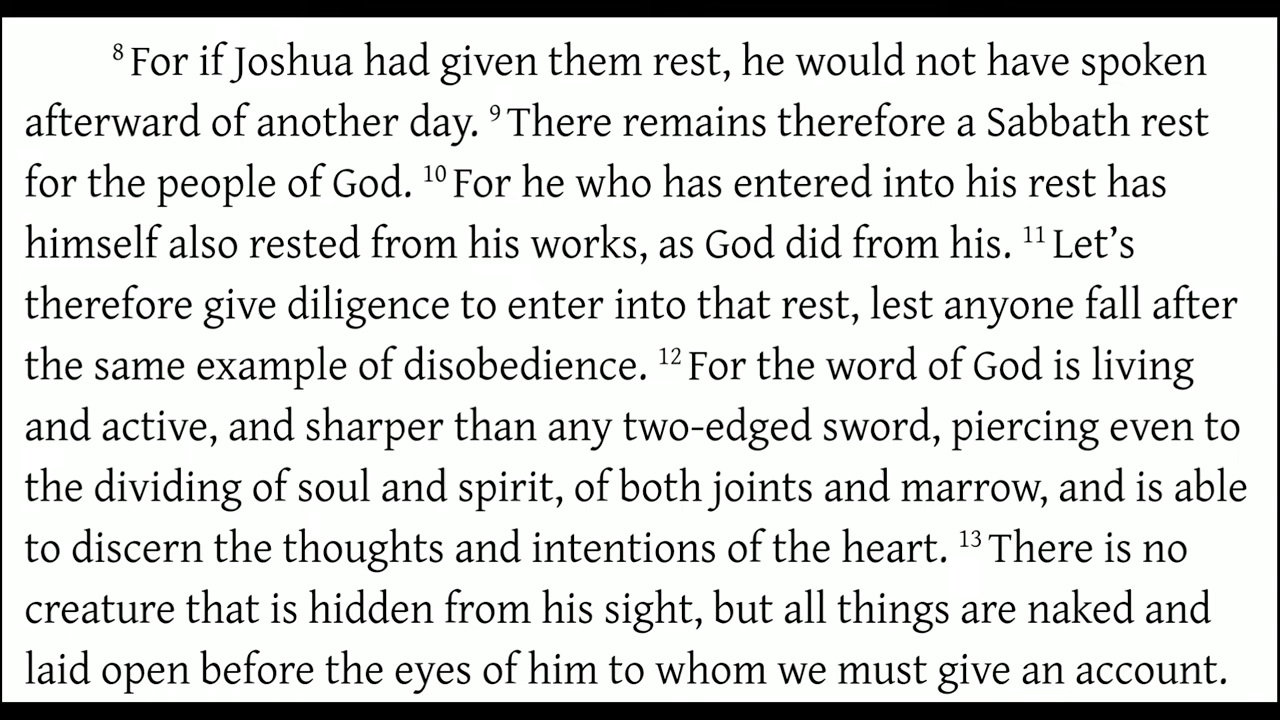 ⁸ For if Joshua had given them rest, he would not have spoken
afterward of another day. ⁹ There remains therefore a Sabbath rest
for the people of God. ¹⁰ For he who has entered into his rest has
himself also rested from his works, as God did from his. ¹¹ Let’s
therefore give diligence to enter into that rest, lest anyone fall after
the same example of disobedience. ¹² For the word of God is living
and active, and sharper than any two-edged sword, piercing even to
the dividing of soul and spirit, of both joints and marrow, and is able
to discern the thoughts and intentions of the heart. ¹³ There is no
creature that is hidden from his sight, but all things are naked and
laid open before the eyes of him to whom we must give an account.